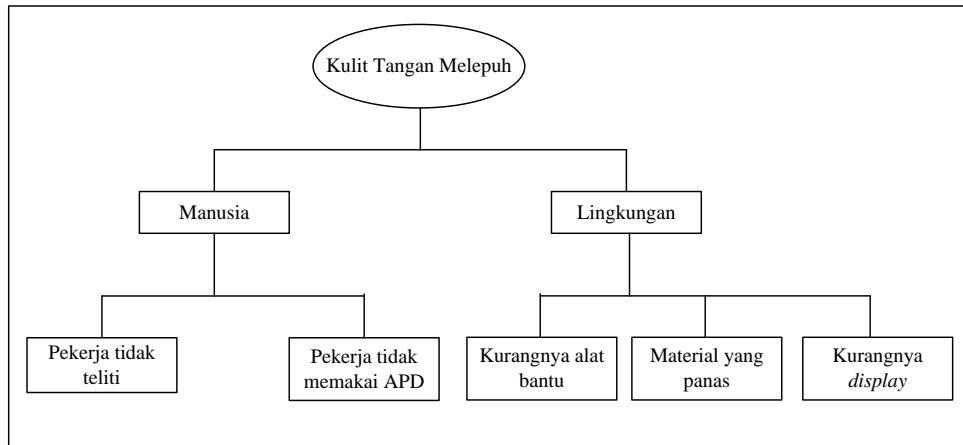 Kulit Tangan Melepuh
Manusia
Lingkungan
Pekerja tidak
teliti
Pekerja tidak
memakai APD
Kurangnya alat
bantu
Material yang
panas
Kurangnya
display